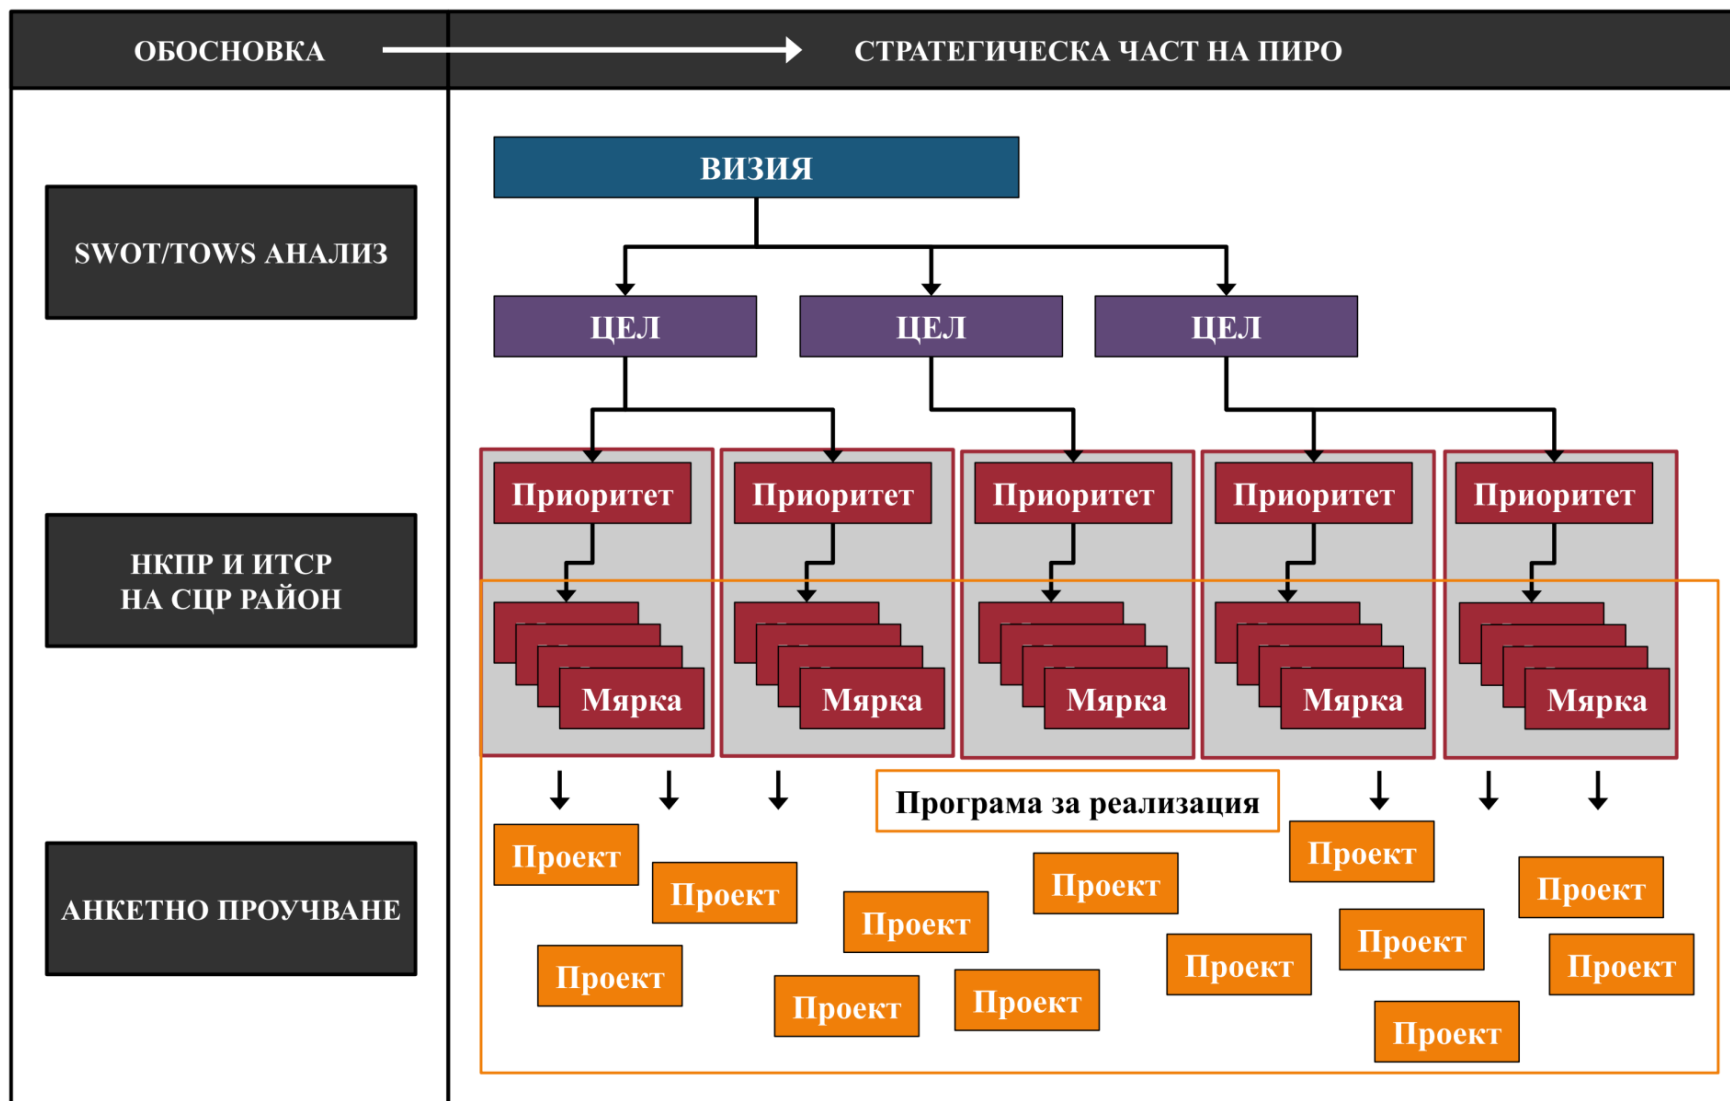 ОБОСНОВКА
СТРАТЕГИЧЕСКА ЧАСТ НА ПИРО
SWOT/TOWS АНАЛИЗ
НКПР И ИТСР
НА СЦР РАЙОН
АНКЕТНО ПРОУЧВАНЕ
ВИЗИЯ
ЦЕЛ
ЦЕЛ
ЦЕЛ
Приоритет
Приоритет
Приоритет
Приоритет
Приоритет
Мярка
Мярка
Мярка
Мярка
Мярка
Програма за реализация
Проект
Проект
Проект
Проект
Проект
Проект
Проект
Проект
Проект
Проект
Проект
Проект
Проект